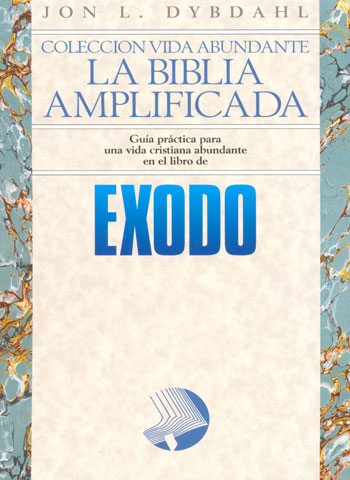 JON L. DYBDAHL
COLECCION VIDA ABUNDANTE
LA BIBLIA
AMPLIFICADA
Guía práctica para
una vida cristiana abundante
en el libro de
EXODO